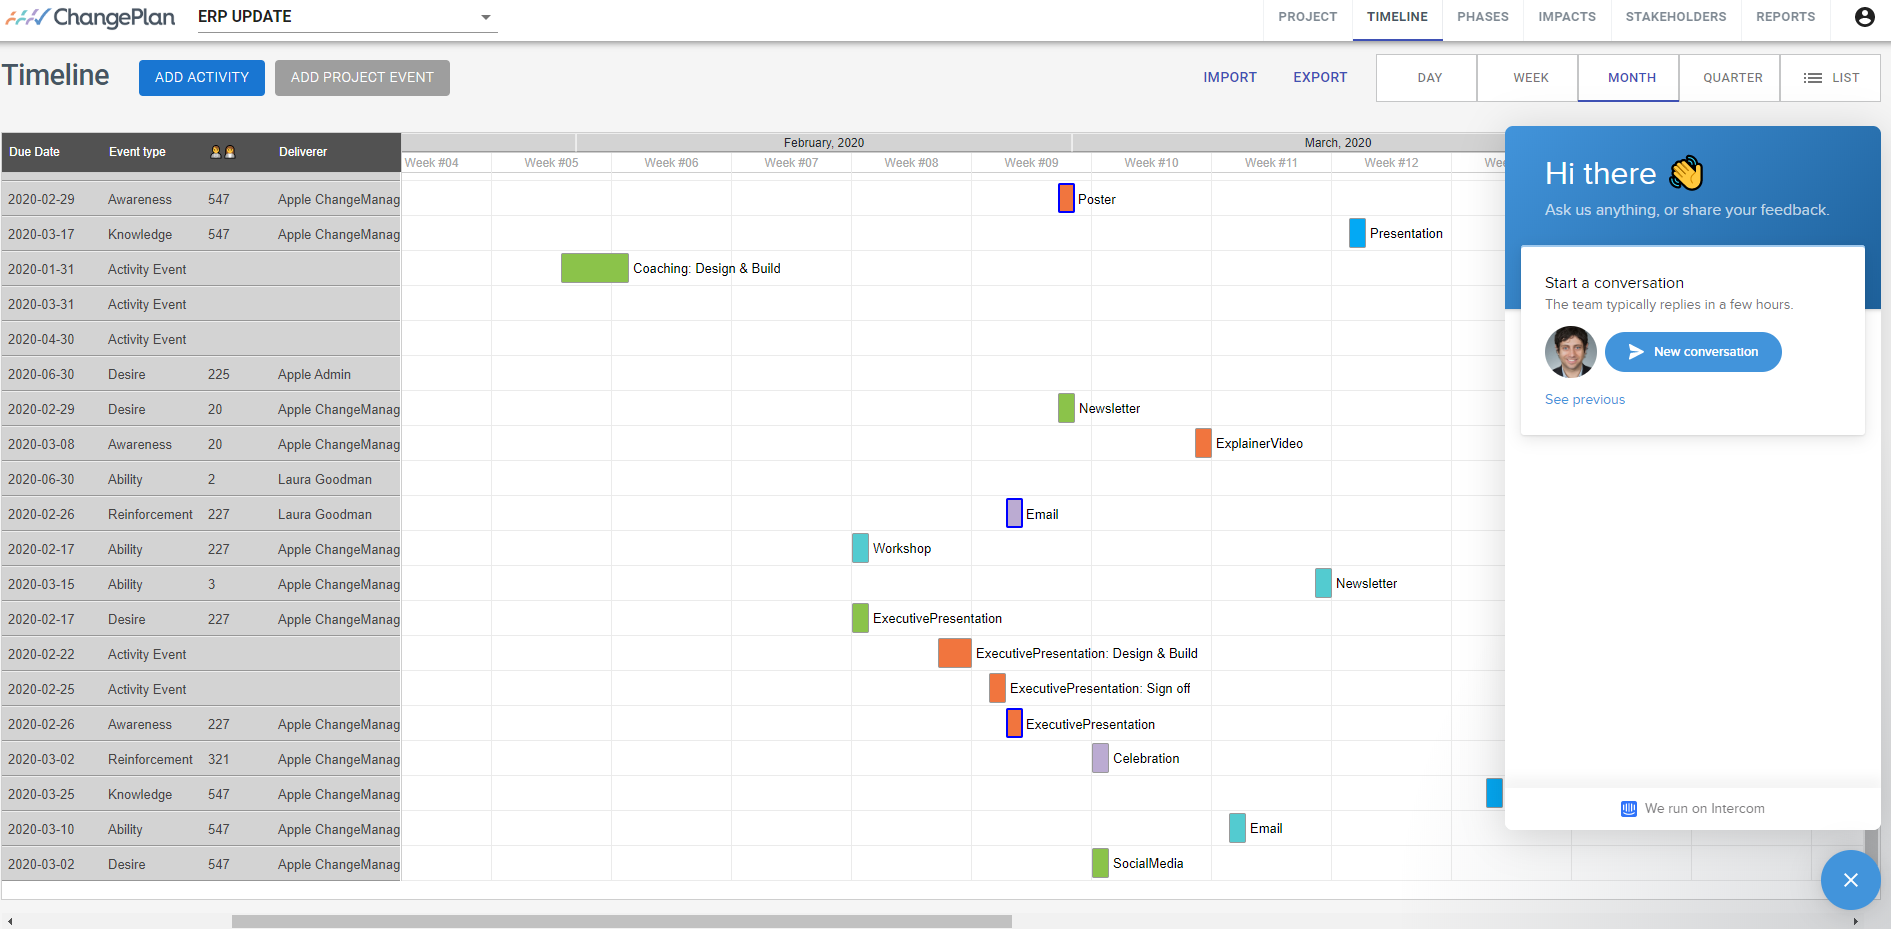 ChangePlan
ERP UPDATE
PROJECT
TIMELINE
PHASES
IMPACTS
STAKEHOLDERS
REPORTS
Timeline
ADD ACTIVITY
ADD PROJECT EVENT
IMPORT
EXPORT
DAY
WEEK
MONTH
QUARTER
LIST
Due Date Event type Deliverer
February, 2020
March, 2020
Week #04 Week #05 Week #06 Week #07 Week #08 Week #09 Week #10 Week #11 Week #12
2020-02-29 Awareness 547 Apple ChangeManag Poster
2020-03-17 Knowledge 547 Apple ChangeManag Presentation
2020-01-31 Activity Event Coaching: Design & Build
2020-03-31 Activity Event
2020-04-30 Activity Event
2020-06-30 Desire 225 Apple Admin
2020-02-29 Desire 20 Apple ChangeManag Newsletter
2020-03-08 Awareness 20 Apple ChangeManag ExplainerVideo
2020-06-30 Ability 2 Laura Goodman
2020-02-26 Reinforcement 227 Laura Goodman Email
2020-02-17 Ability 227 Apple ChangeManag Workshop
2020-03-15 Ability 3 Apple ChangeManag Newsletter
2020-02-17 Desire 227 Apple ChangeManag ExecutivePresentation
2020-02-22 Activity Event ExecutivePresentation: Design & Build
2020-02-25 Activity Event ExecutivePresentation: Sign off
2020-02-26 Awareness 227 Apple ChangeManag ExecutivePresentation
2020-03-02 Reinforcement 321 Apple ChangeManag Celebration
2020-03-25 Knowledge 547 Apple ChangeManag
2020-03-10 Ability 547 Apple ChangeManag Email
2020-03-02 Desire 547 Apple ChangeManag SocialMedia
Hi there
Ask us anything, or share your feedback.
Start a conversation
The team typically replies in a few hours.
New conversation
See previous
We run on Intercom